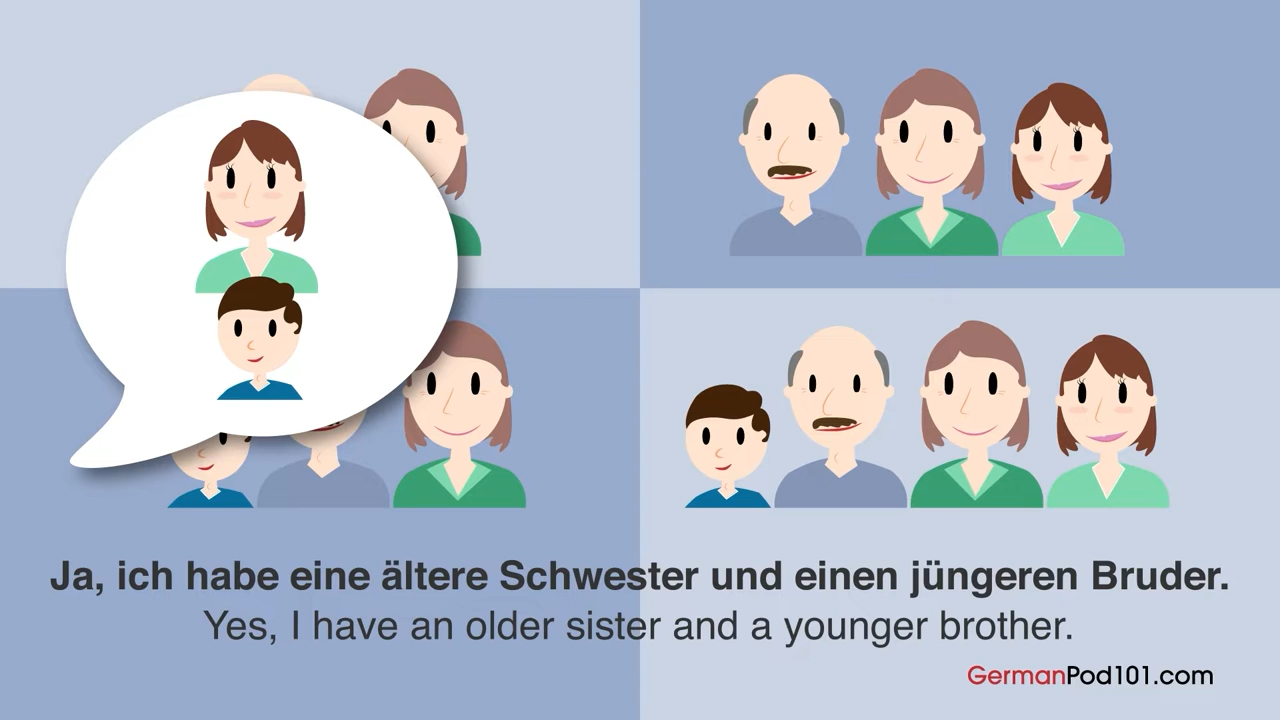 Ja, ich habe eine ältere Schwester und einen jüngeren Bruder.
Yes, I have an older sister and a younger brother.
GermanPod101.com